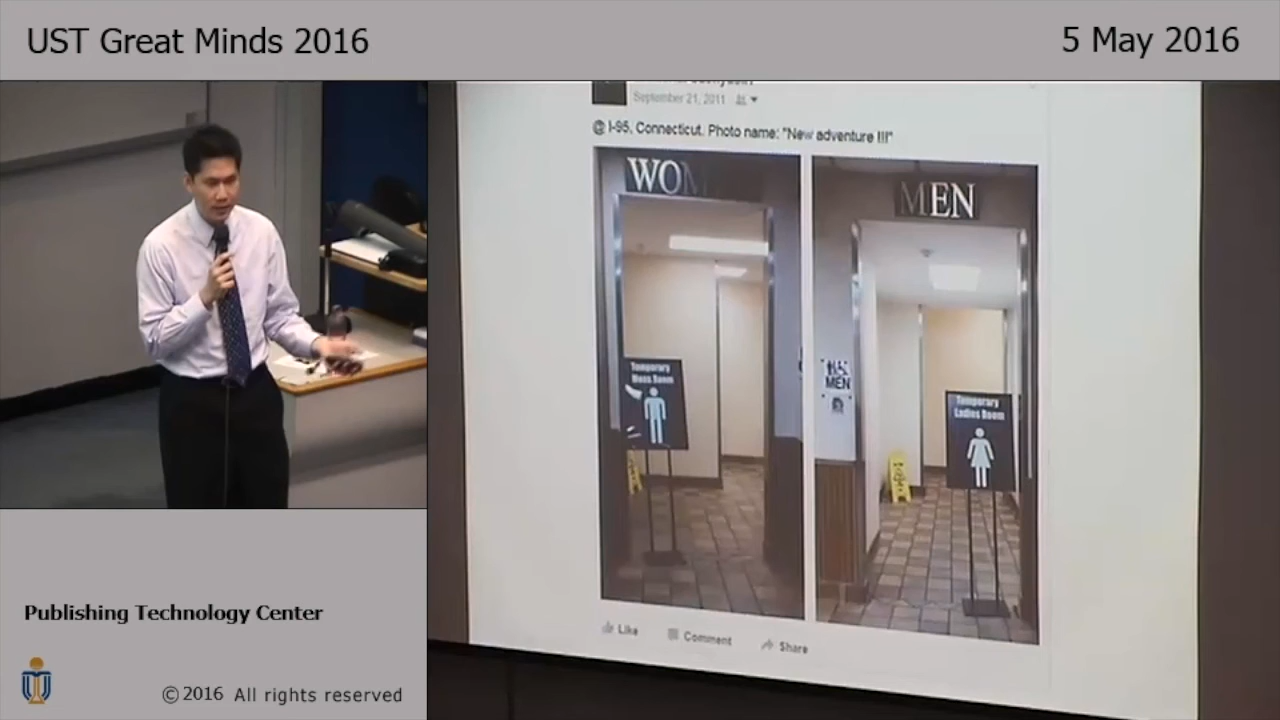 UST Great Minds 2016
5 May 2016
September 21, 2011
@ I-95, Connecticut. Photo name: "New adventure !!!"
WOM
MEN
Temporary
Mens Room
MEN
Temporary
Ladies Room
Like
Comment
Share
Publishing Technology Center
©2016 All rights reserved